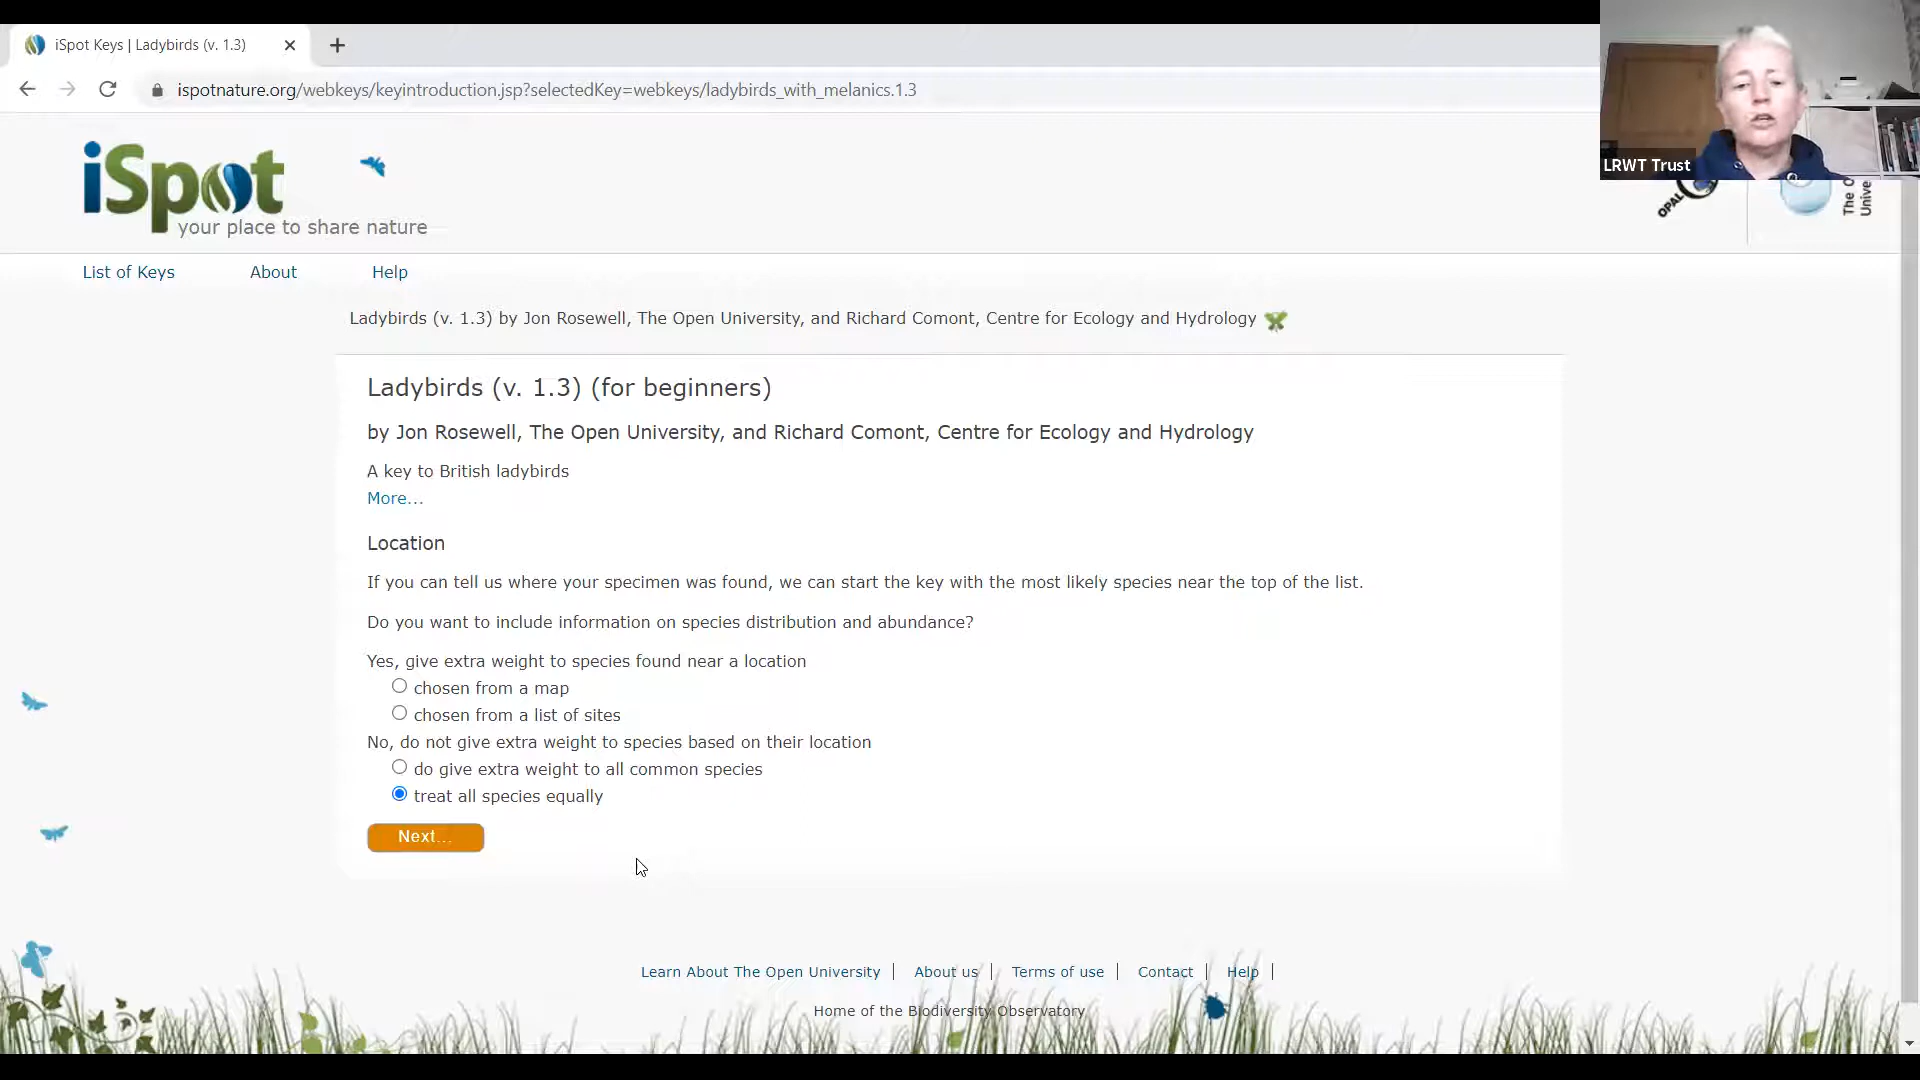 iSpot Keys | Ladybirds (v. 1.3)
ispotnature.org/webkeys/keyintroduction.jsp?selectedKey=webkeys/ladybirds_with_melanics.1.3
LRWT Trust
iSpot
your place to share nature
OPAL
The O
Unive
List of Keys About Help
Ladybirds (v. 1.3) by Jon Rosewell, The Open University, and Richard Comont, Centre for Ecology and Hydrology
Ladybirds (v. 1.3) (for beginners)
by Jon Rosewell, The Open University, and Richard Comont, Centre for Ecology and Hydrology
A key to British ladybirds
More...
Location
If you can tell us where your specimen was found, we can start the key with the most likely species near the top of the list.
Do you want to include information on species distribution and abundance?
Yes, give extra weight to species found near a location
chosen from a map
chosen from a list of sites
No, do not give extra weight to species based on their location
do give extra weight to all common species
treat all species equally
Next...
Learn About The Open University | About us | Terms of use | Contact | Help |
Home of the Biodiversity Observatory